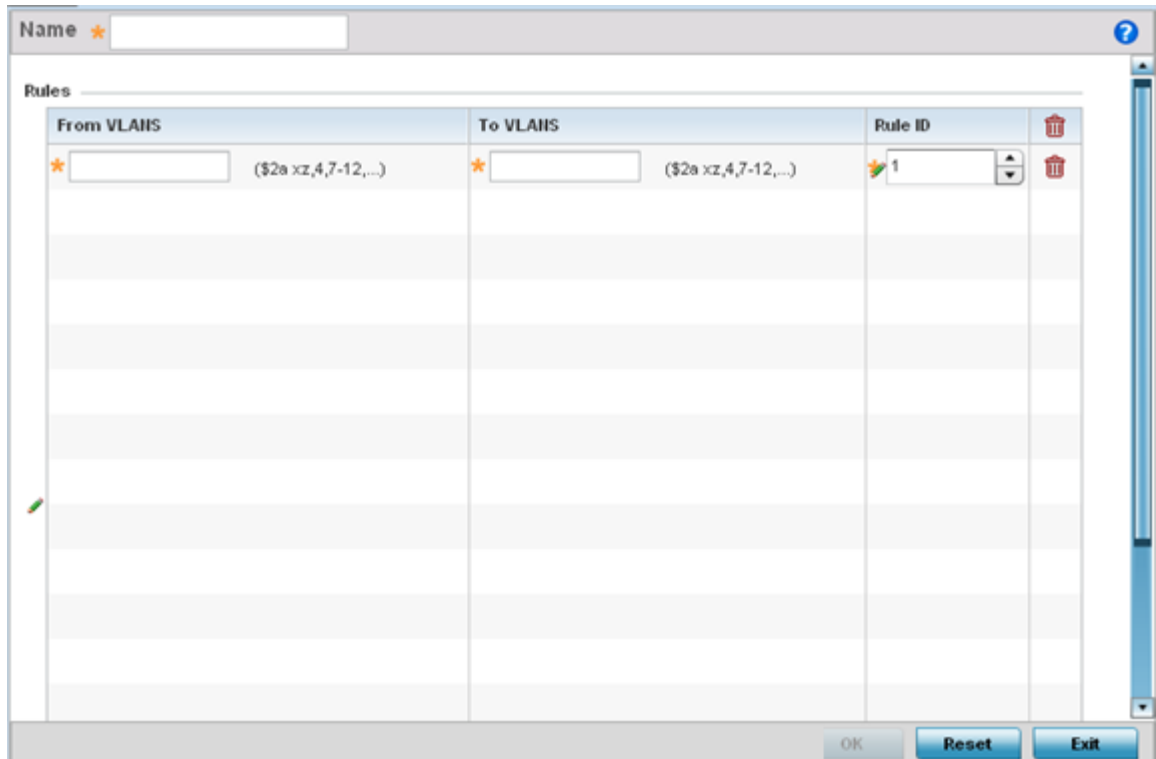 Name
Rules
From VLANS To VLANS Rule ID
($2a xz,4,7-12,...) ($2a xz,4,7-12,...) 1
OK Reset Exit